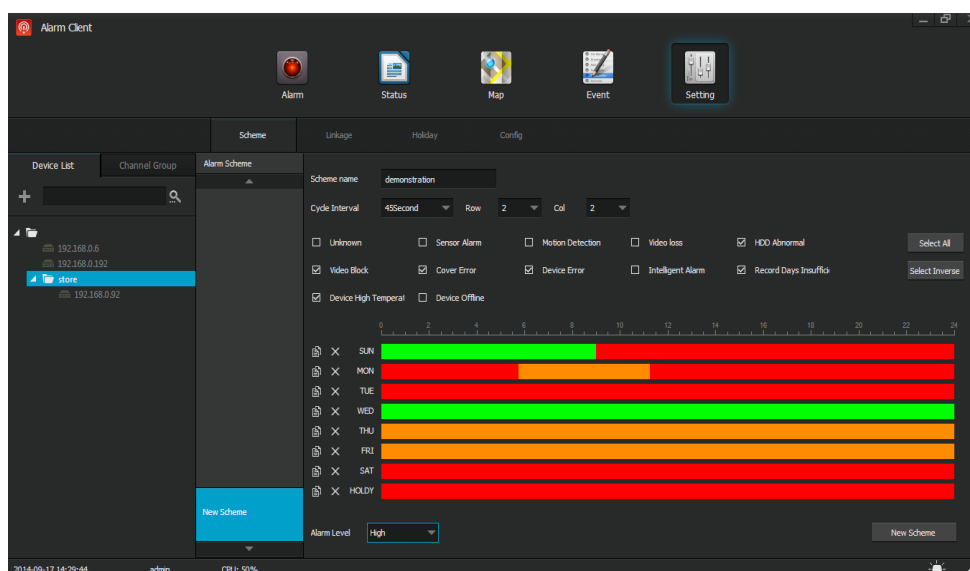 Alarm Client
Alarm
Status
Map
Event
Setting
Scheme
Linkage
Holiday
Config
Device List
Channel Group
192.168.0.6
192.168.0.192
store
192.168.0.92
Alarm Scheme
New Scheme
Scheme name demonstration
Cycle Interval 45Second Row 2 Col 2
Unknown Sensor Alarm Motion Detection Video loss HDD Abnormal Select All
Video Block Cover Error Device Error Intelligent Alarm Record Days Insuffici Select Inverse
Device High Temperat Device Offline
0 2 4 6 8 10 12 14 16 18 20 22 24
SUN
MON
TUE
WED
THU
FRI
SAT
HOLDY
Alarm Level High New Scheme
2014-09-17 14:29:44 admin CPU: 50%